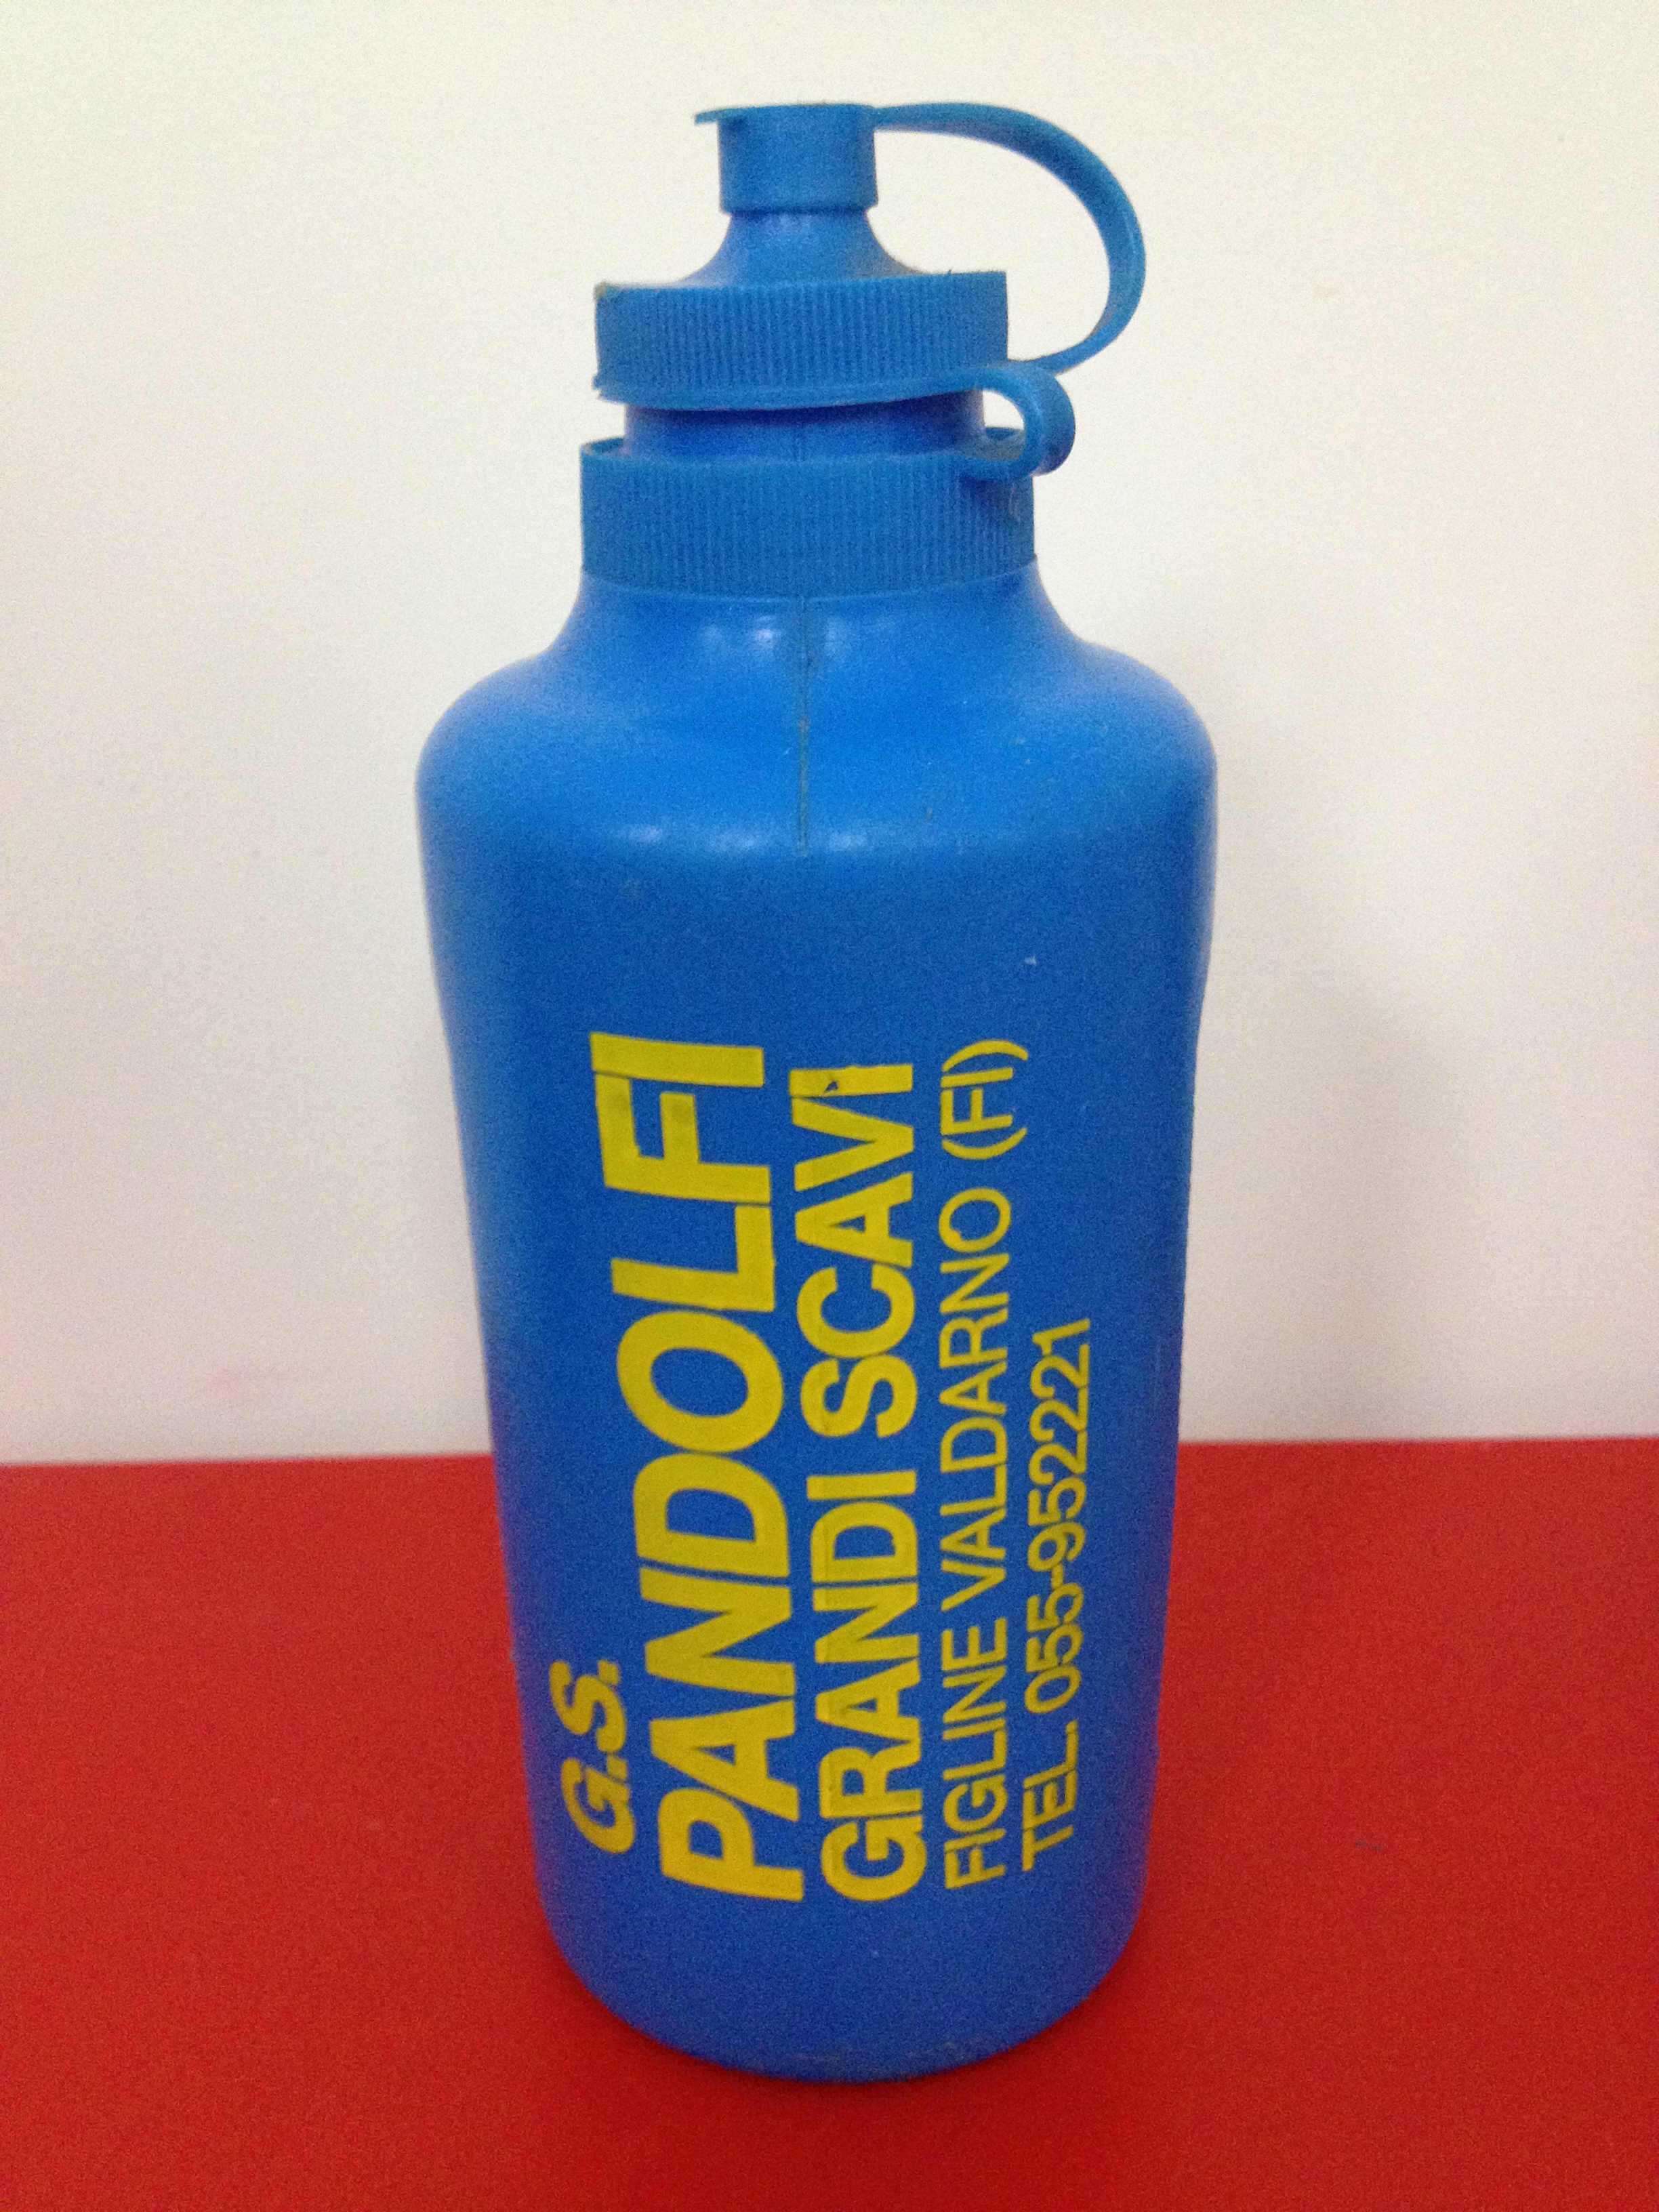 G.S.
PANDOLFI
GRANDI SCAVI
FIGLINE VALDARNO (FI)
TEL. 055-952221